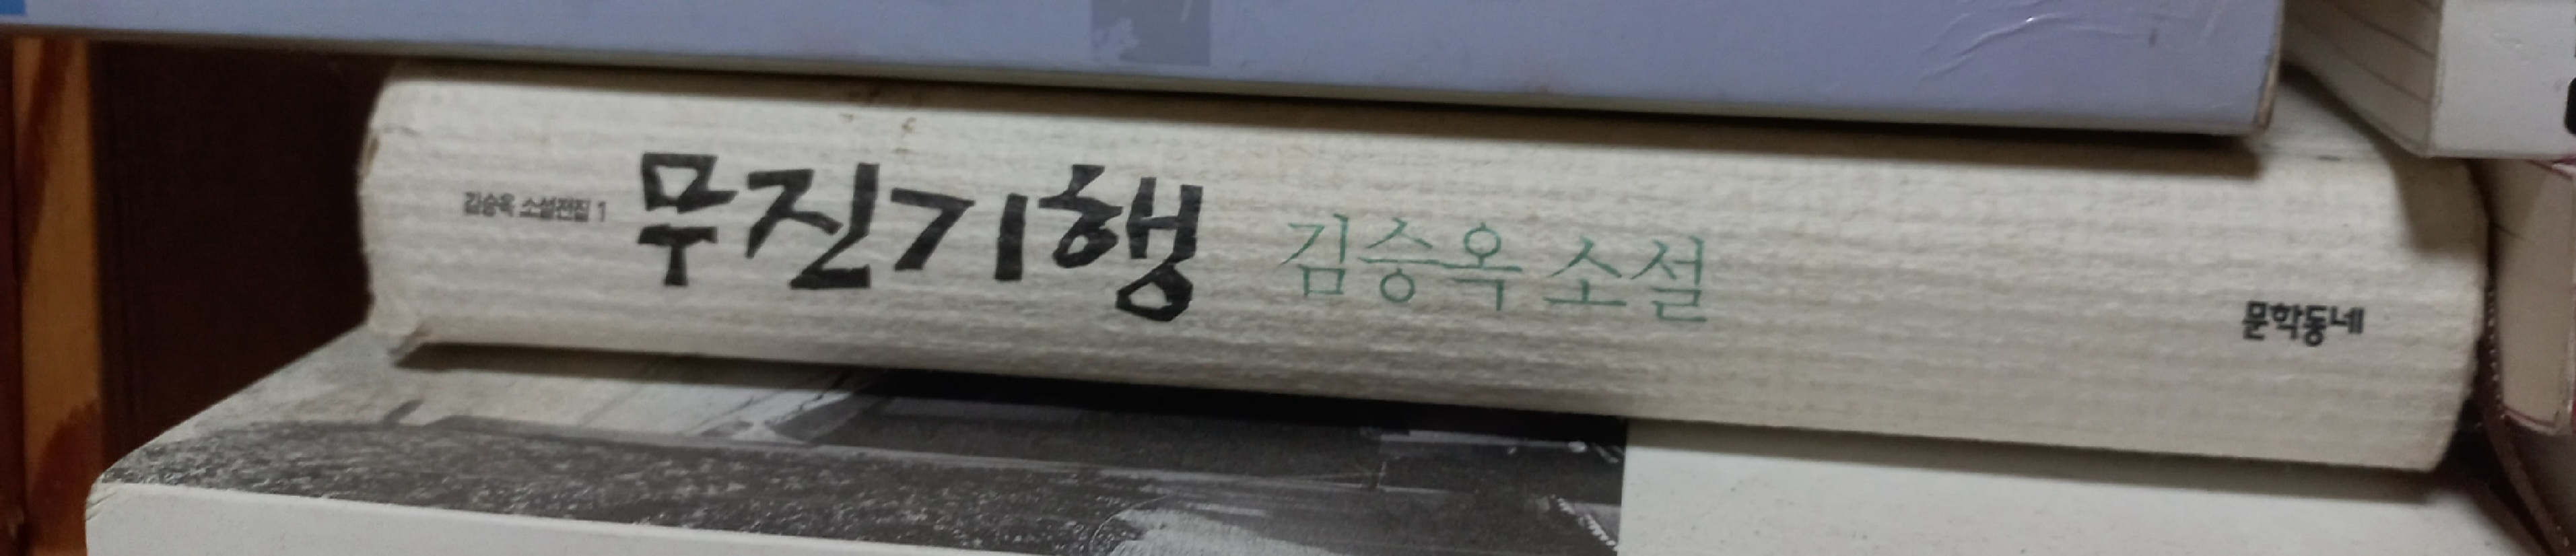 김승옥 소설전집 1
무진기행
김승옥 소설
문학동네